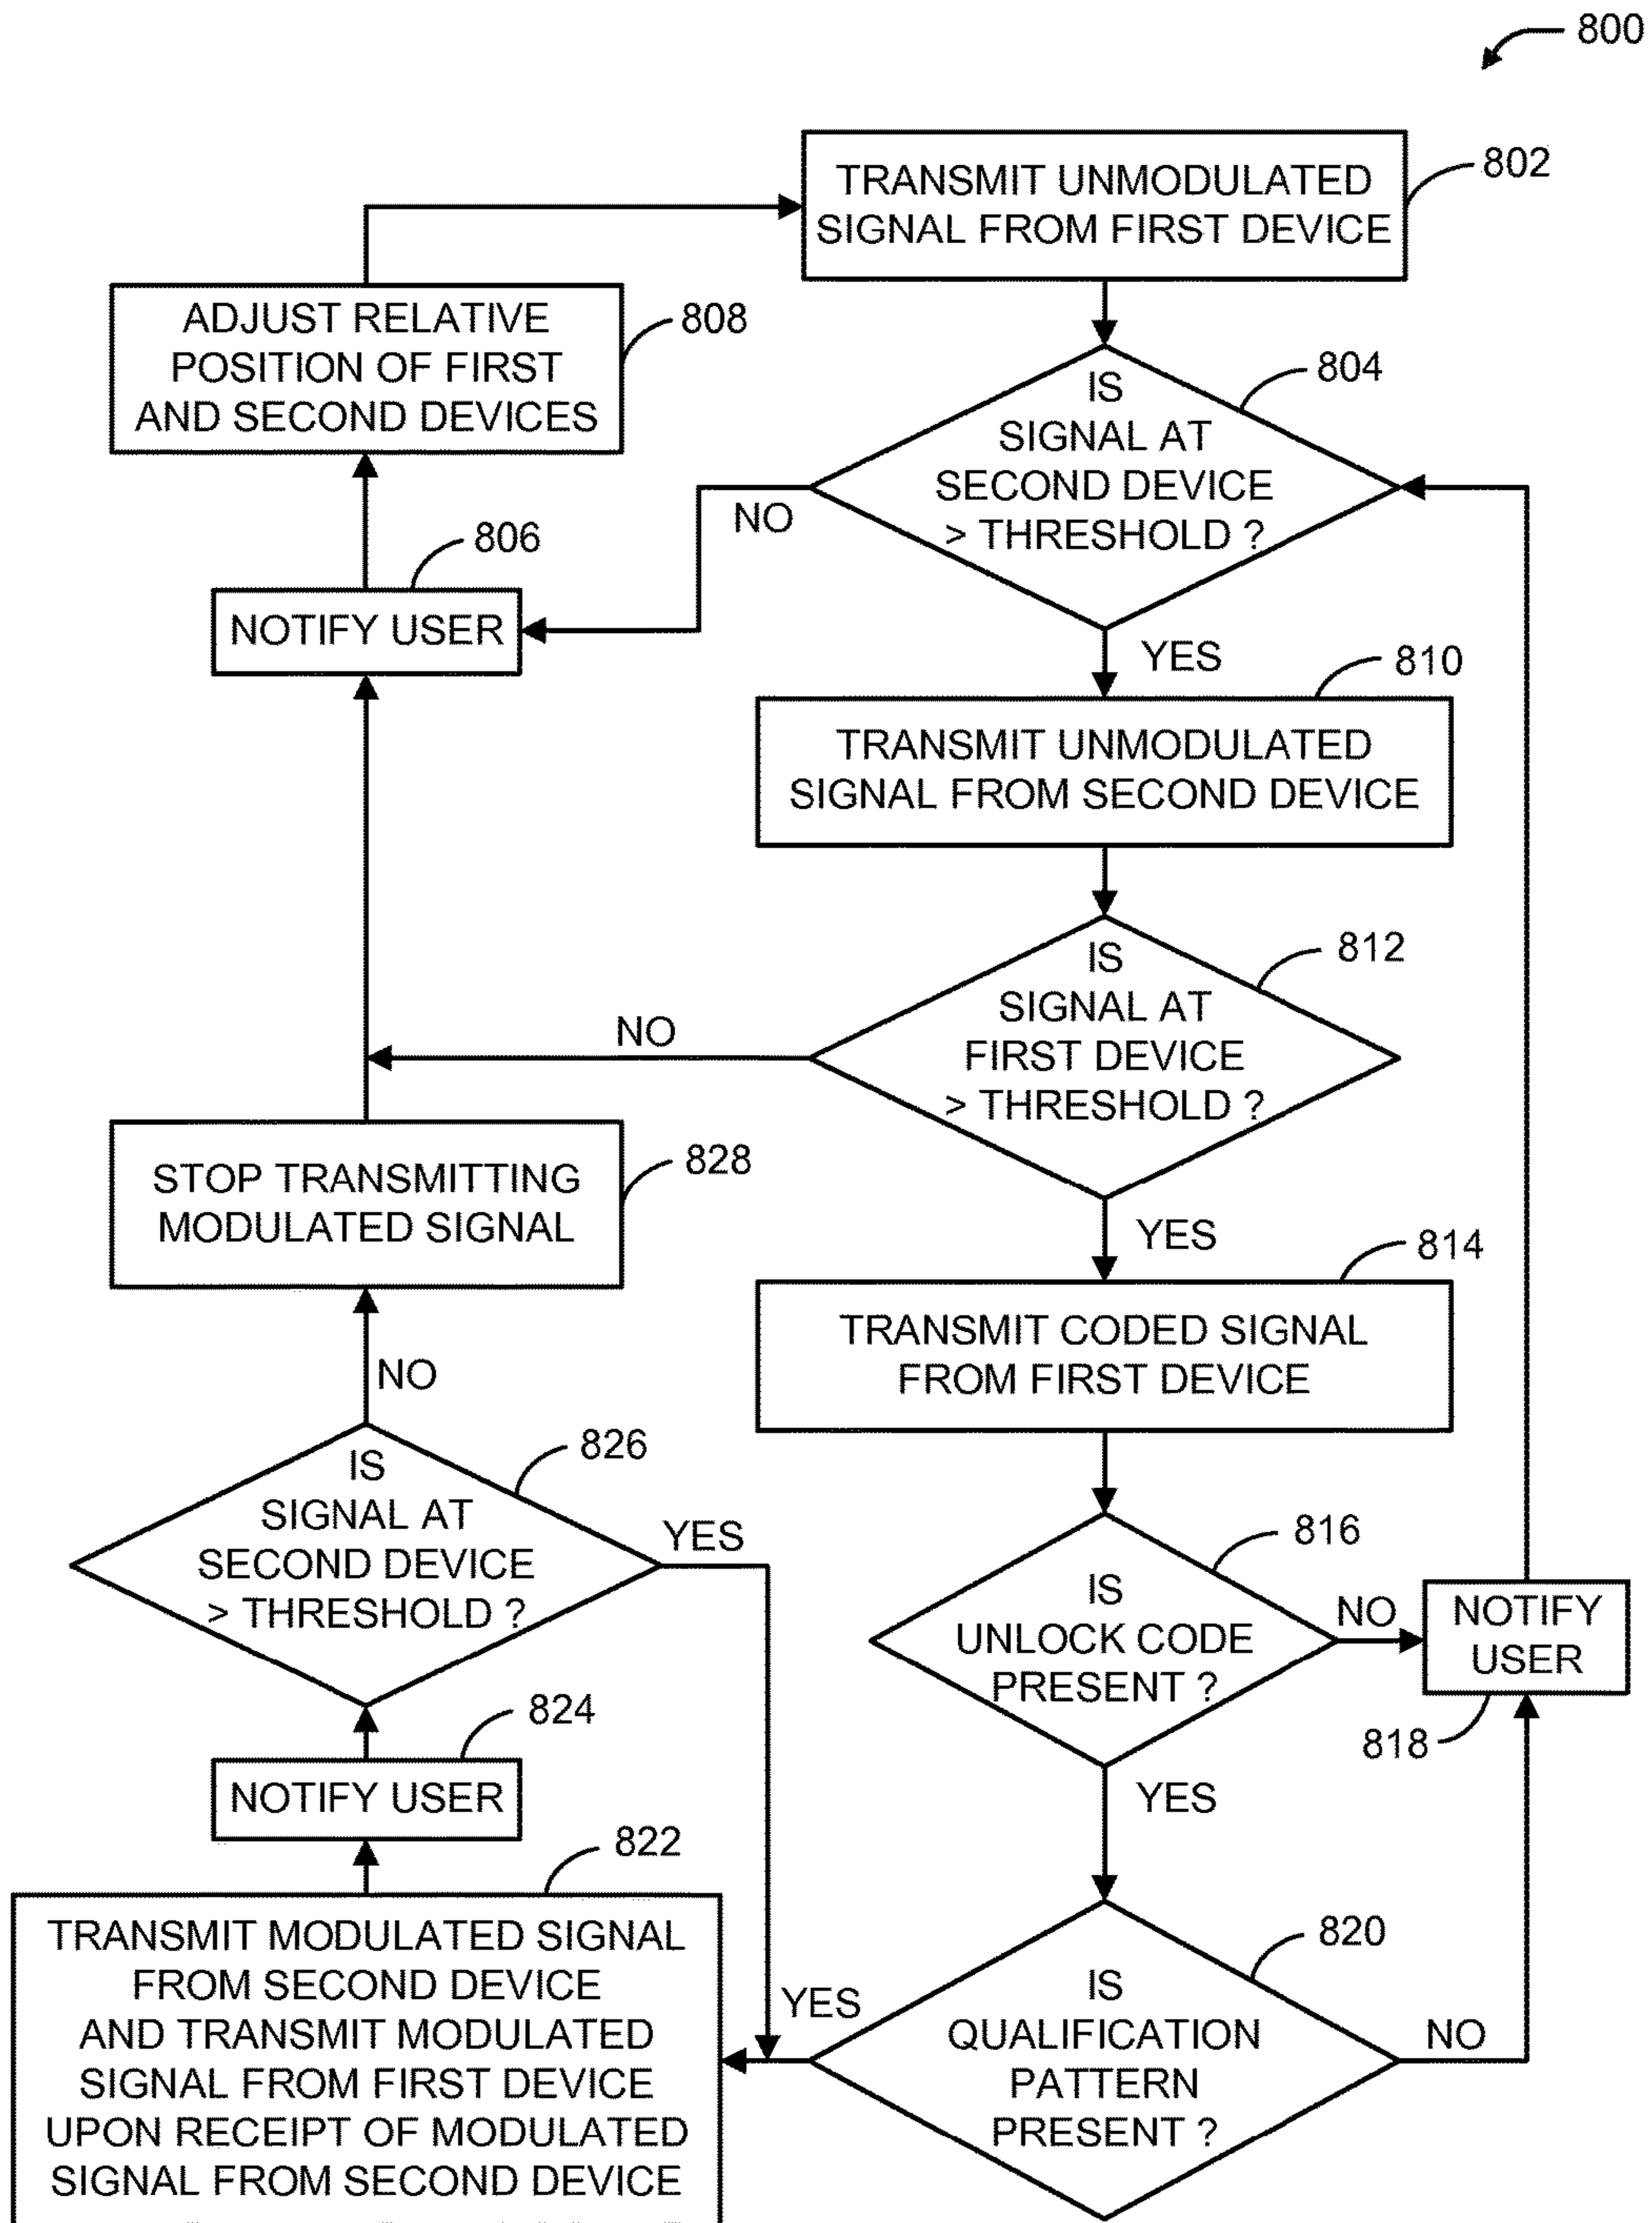 800
802
TRANSMIT UNMODULATED
SIGNAL FROM FIRST DEVICE
ADJUST RELATIVE
POSITION OF FIRST
AND SECOND DEVICES
808
804
IS
SIGNAL AT
SECOND DEVICE
> THRESHOLD ?
NO
806
NOTIFY USER
YES
810
TRANSMIT UNMODULATED
SIGNAL FROM SECOND DEVICE
812
IS
SIGNAL AT
FIRST DEVICE
> THRESHOLD ?
NO
828
STOP TRANSMITTING
MODULATED SIGNAL
YES
814
TRANSMIT CODED SIGNAL
FROM FIRST DEVICE
NO
826
IS
SIGNAL AT
SECOND DEVICE
> THRESHOLD ?
YES
816
IS
UNLOCK CODE
PRESENT ?
NO
NOTIFY
USER
818
824
NOTIFY USER
YES
822
TRANSMIT MODULATED SIGNAL
FROM SECOND DEVICE
AND TRANSMIT MODULATED
SIGNAL FROM FIRST DEVICE
UPON RECEIPT OF MODULATED
SIGNAL FROM SECOND DEVICE
YES
820
IS
QUALIFICATION
PATTERN
PRESENT ?
NO